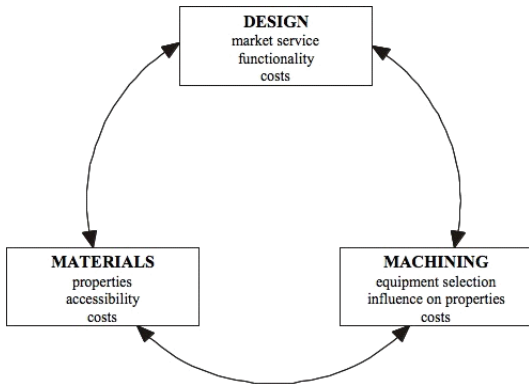 DESIGN
market service
functionality
costs
MATERIALS
properties
accessibility
costs
MACHINING
equipment selection
influence on properties
costs